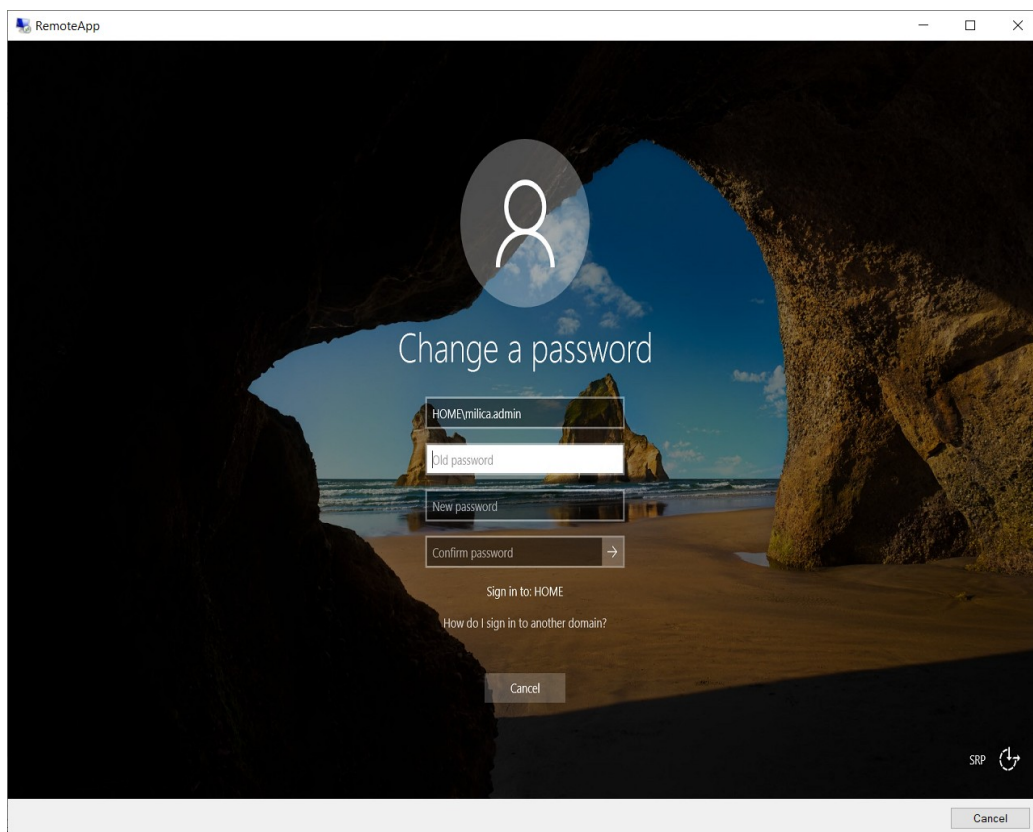 RemoteApp
Change a password
HOME\milica.admin
Old password
New password
Confirm password
Sign in to: HOME
How do I sign in to another domain?
Cancel
SRP
Cancel